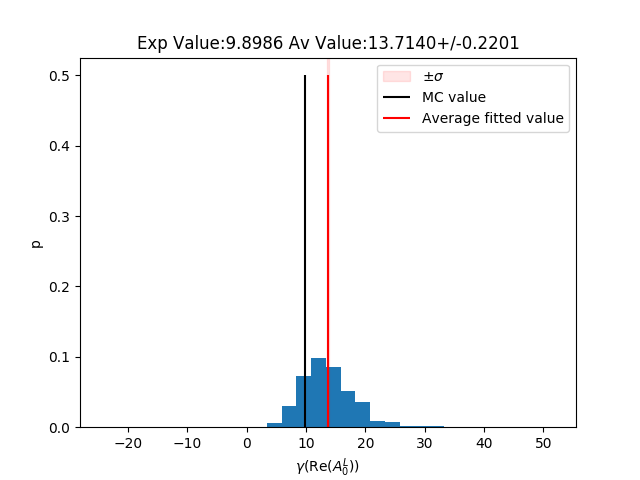 Exp Value:9.8986 Av Value:13.7140+/-0.2201
0.5
0.4
0.3
0.2
0.1
0.0
p
±σ
MC value
Average fitted value
−20 −10 0 10 20 30 40 50
γ(Re(A₀ᴸ))